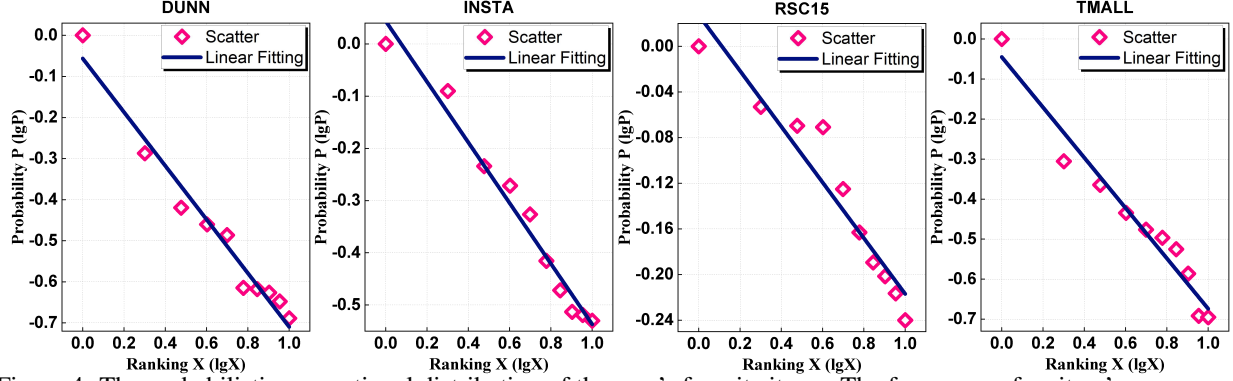 DUNN
INSTA
RSC15
TMALL
Scatter
Linear Fitting
0.0
-0.1
-0.2
-0.3
-0.4
-0.5
-0.6
-0.7
Probability P (lgP)
0.0 0.2 0.4 0.6 0.8 1.0
Ranking X (lgX)
Scatter
Linear Fitting
0.0
-0.1
-0.2
-0.3
-0.4
-0.5
Probability P (lgP)
0.0 0.2 0.4 0.6 0.8 1.0
Ranking X (lgX)
Scatter
Linear Fitting
0.00
-0.04
-0.08
-0.12
-0.16
-0.20
-0.24
Probability P (lgP)
0.0 0.2 0.4 0.6 0.8 1.0
Ranking X (lgX)
Scatter
Linear Fitting
0.0
-0.1
-0.2
-0.3
-0.4
-0.5
-0.6
-0.7
Probability P (lgP)
0.0 0.2 0.4 0.6 0.8 1.0
Ranking X (lgX)